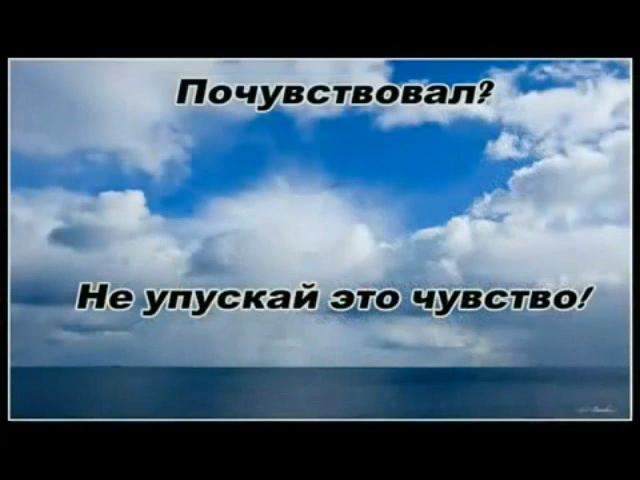 Почувствовал?
Не упускай это чувство!